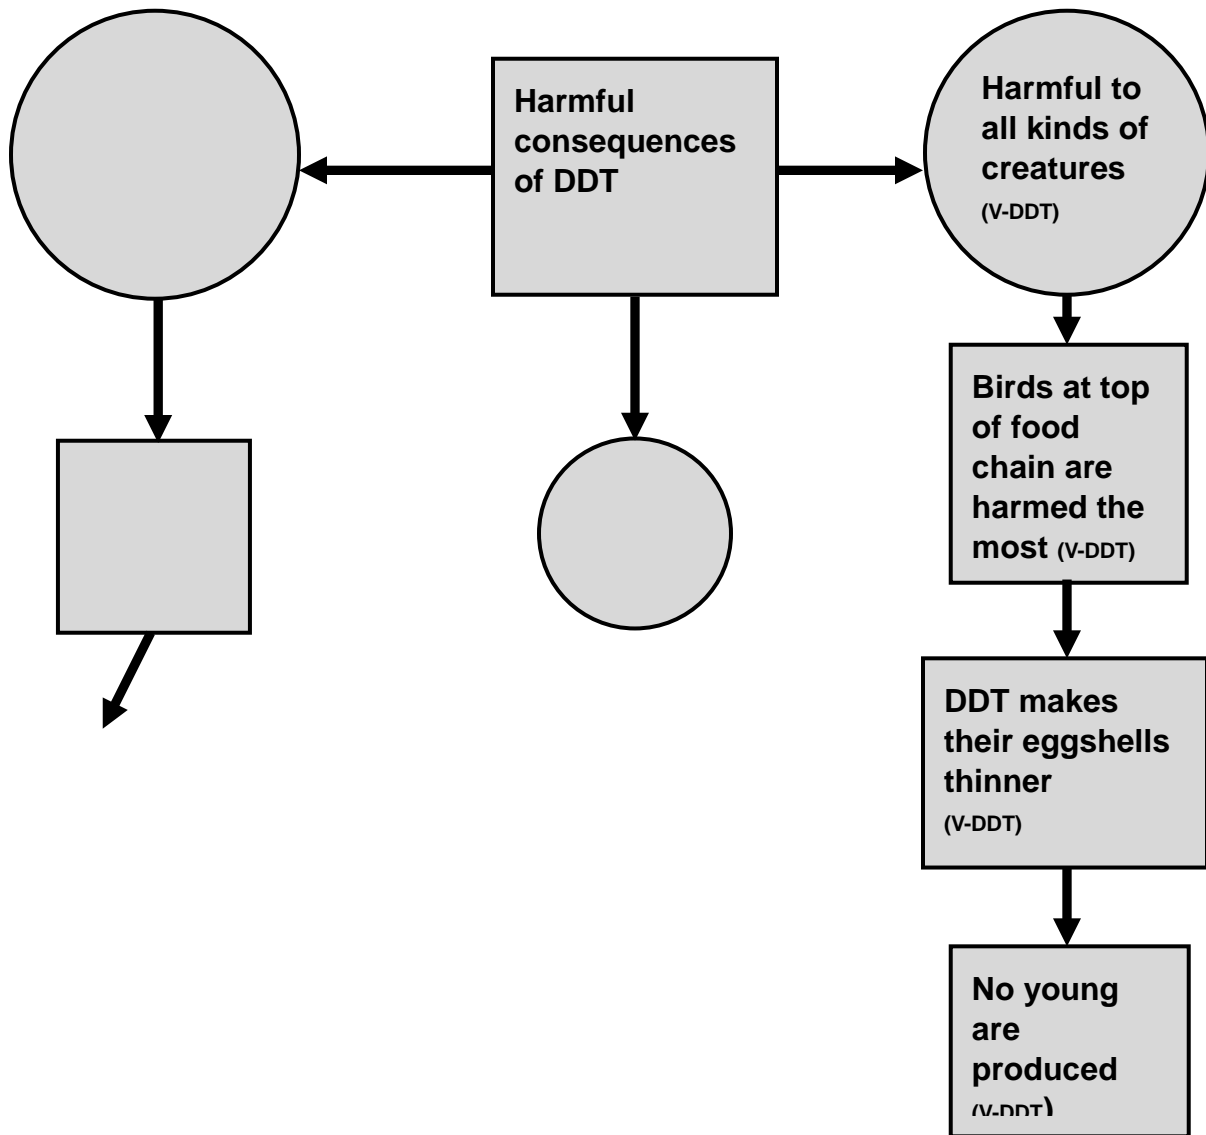 Harmful
consequences
of DDT
Harmful to
all kinds of
creatures
(V-DDT)
Birds at top
of food
chain are
harmed the
most (V-DDT)
DDT makes
their eggshells
thinner
(V-DDT)
No young
are
produced
(V-DDT)